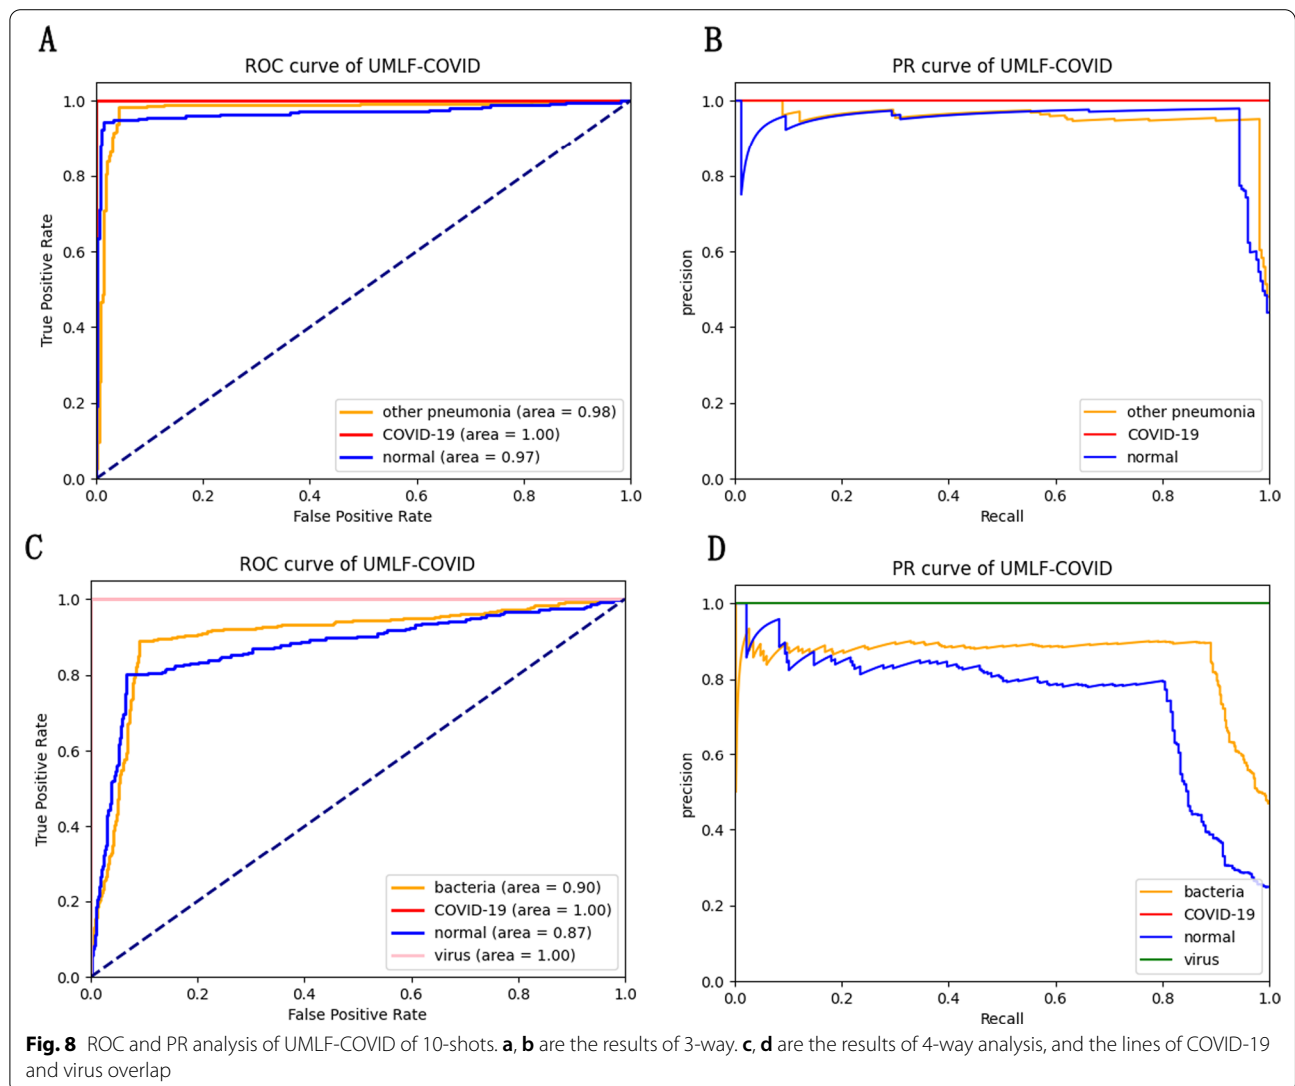 A
ROC curve of UMLF-COVID
True Positive Rate
1.0
0.8
0.6
0.4
0.2
0.0
other pneumonia (area = 0.98)
COVID-19 (area = 1.00)
normal (area = 0.97)
0.0 0.2 0.4 0.6 0.8 1.0
False Positive Rate
B
PR curve of UMLF-COVID
precision
1.0
0.8
0.6
0.4
0.2
0.0
other pneumonia
COVID-19
normal
0.0 0.2 0.4 0.6 0.8 1.0
Recall
C
ROC curve of UMLF-COVID
True Positive Rate
1.0
0.8
0.6
0.4
0.2
0.0
bacteria (area = 0.90)
COVID-19 (area = 1.00)
normal (area = 0.87)
virus (area = 1.00)
0.0 0.2 0.4 0.6 0.8 1.0
False Positive Rate
D
PR curve of UMLF-COVID
precision
1.0
0.8
0.6
0.4
0.2
0.0
bacteria
COVID-19
normal
virus
0.0 0.2 0.4 0.6 0.8 1.0
Recall
Fig. 8 ROC and PR analysis of UMLF-COVID of 10-shots. a, b are the results of 3-way. c, d are the results of 4-way analysis, and the lines of COVID-19
and virus overlap